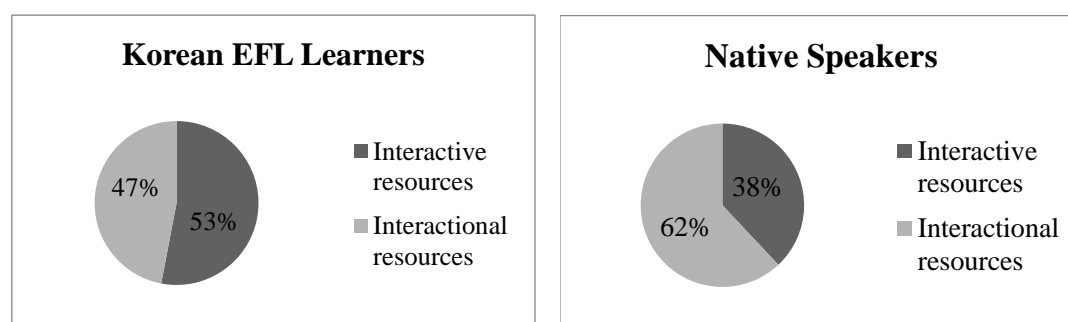 Korean EFL Learners
47%
53%
Interactive
resources
Interactional
resources
Native Speakers
38%
62%
Interactive
resources
Interactional
resources